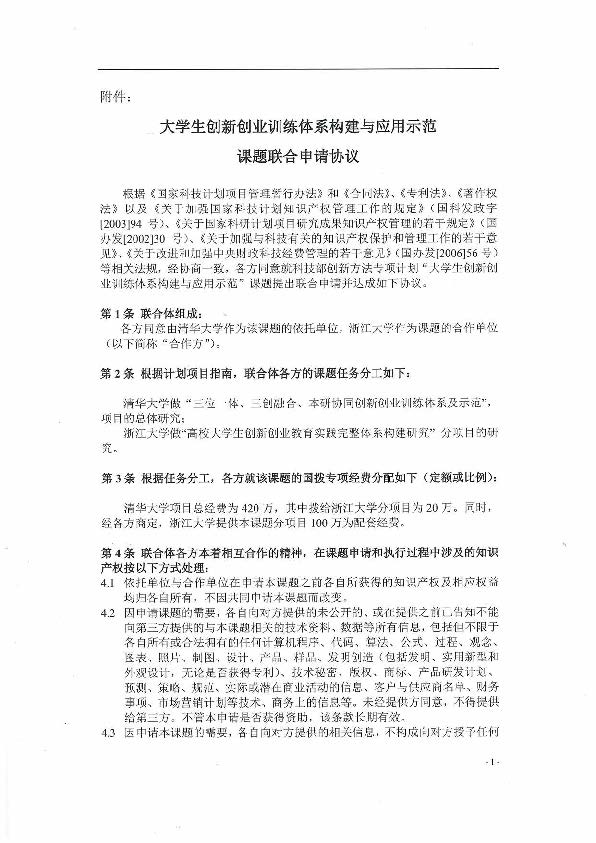 附件：
大学生创新创业训练体系构建与应用示范
课题联合申请协议
根据《国家科技计划项目管理暂行办法》和《合同法》、《专利法》、《著作权
法》以及《关于加强国家科技计划知识产权管理工作的规定》（国科发政字
[2003]94 号）、《关于国家科研计划项目研究成果知识产权管理的若干规定》（国
办发[2002]30 号）、《关于加强与科技有关的知识产权保护和管理工作的若干意
见》、《关于改进和加强中央财政科技经费管理的若干意见》（国办发[2006]56 号）
等相关法规，经协商一致，各方同意就科技部创新方法专项计划“大学生创新创
业训练体系构建与应用示范”课题提出联合申请并达成如下协议。
第 1 条 联合体组成：
各方同意由清华大学作为该课题的依托单位，浙江大学作为课题的合作单位
（以下简称“合作方”）。
第 2 条 根据计划项目指南，联合体各方的课题任务分工如下：
清华大学做“三位一体、三创融合、本研协同创新创业训练体系及示范”，
项目的总体研究；
浙江大学做“高校大学生创新创业教育实践完整体系构建研究”分项目的研
究。
第 3 条 根据任务分工，各方就该课题的国拨专项经费分配如下（定额或比例）：
清华大学项目总经费为 420 万，其中拨给浙江大学分项目为 20 万。同时，
经各方商定，浙江大学提供本课题分项目 100 万为配套经费。
第 4 条 联合体各方本着相互合作的精神，在课题申请和执行过程中涉及的知识
产权按以下方式处理：
4.1 依托单位与合作单位在申请本课题之前各自所获得的知识产权及相应权益
均归各自所有，不因共同申请本课题而改变。
4.2 因申请课题的需要，各自向对方提供的未公开的、或在提供之前已告知不能
向第三方提供的与本课题相关的技术资料、数据等所有信息，包括但不限于
各自所有或合法拥有的任何计算机程序、代码、算法、公式、过程、观念、
图表、照片、制图、设计、产品、样品、发明创造（包括发明、实用新型和
外观设计，无论是否获得专利）、技术秘密、版权、商标、产品研发计划、
预测、策略、规范、实际或潜在商业活动的信息、客户与供应商名单、财务
事项、市场营销计划等技术、商务上的信息等。未经提供方同意，不得提供
给第三方。不管本申请是否获得资助，该条款长期有效。
4.3 因申请本课题的需要，各自向对方提供的相关信息，不构成向对方授予任何
- 1 -